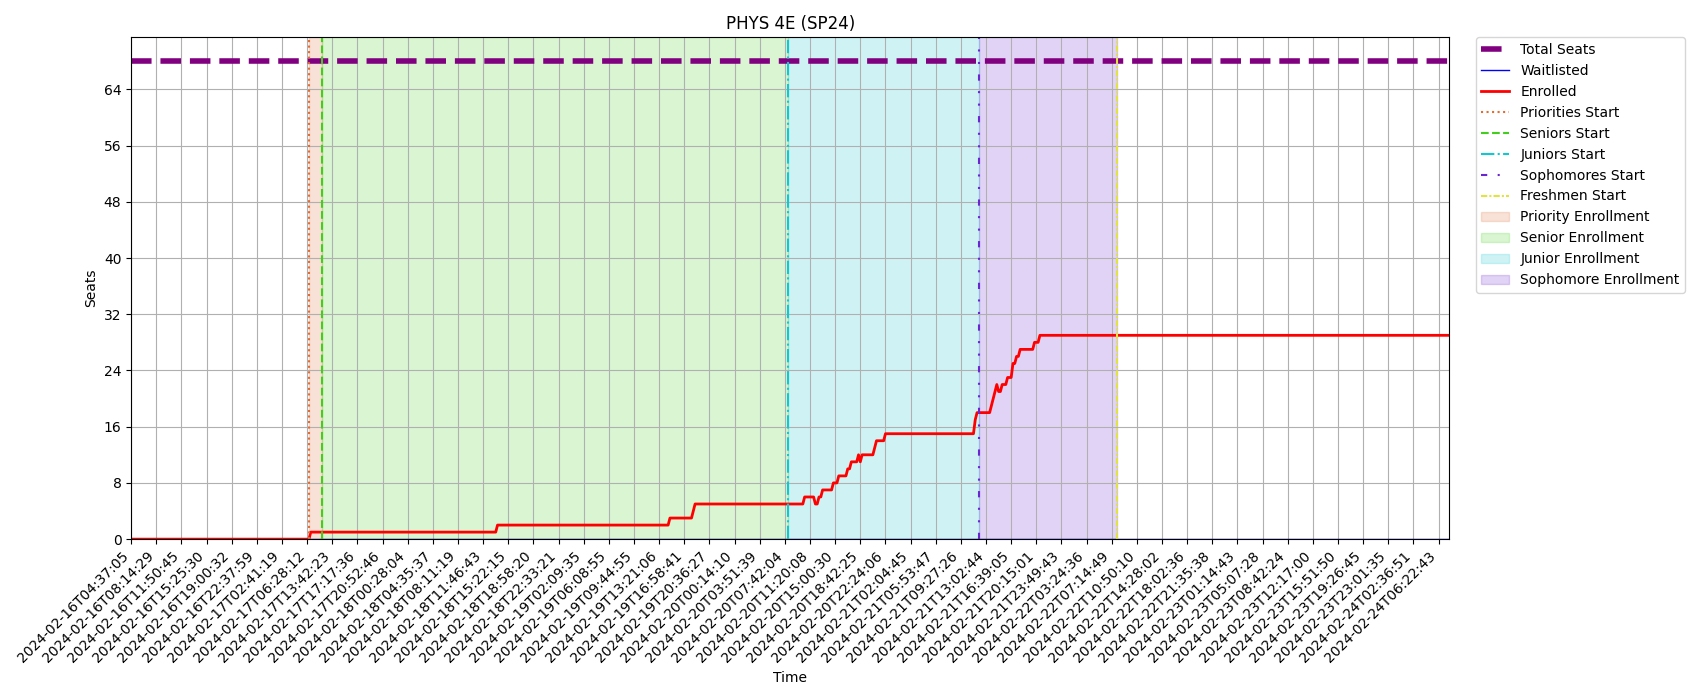 PHYS 4E (SP24)
Total Seats
Waitlisted
Enrolled
Priorities Start
Seniors Start
Juniors Start
Sophomores Start
Freshmen Start
Priority Enrollment
Senior Enrollment
Junior Enrollment
Sophomore Enrollment
Seats
64
56
48
40
32
24
16
8
0
2024-02-16T04:37:05
2024-02-16T08:14:29
2024-02-16T11:50:45
2024-02-16T15:25:30
2024-02-16T19:00:32
2024-02-16T22:37:59
2024-02-17T02:41:19
2024-02-17T06:28:12
2024-02-17T13:42:23
2024-02-17T17:17:36
2024-02-17T20:52:46
2024-02-18T00:28:04
2024-02-18T04:35:37
2024-02-18T08:11:19
2024-02-18T11:46:43
2024-02-18T15:22:15
2024-02-18T18:58:20
2024-02-18T22:33:21
2024-02-19T02:09:35
2024-02-19T06:08:55
2024-02-19T09:44:55
2024-02-19T13:21:06
2024-02-19T16:58:41
2024-02-19T20:36:27
2024-02-20T00:14:10
2024-02-20T03:51:39
2024-02-20T07:42:04
2024-02-20T11:20:08
2024-02-20T15:00:30
2024-02-20T18:42:25
2024-02-20T22:24:06
2024-02-21T02:04:45
2024-02-21T05:53:47
2024-02-21T09:27:26
2024-02-21T13:02:44
2024-02-21T16:39:05
2024-02-21T20:15:01
2024-02-21T23:49:43
2024-02-22T03:24:36
2024-02-22T07:14:49
2024-02-22T10:50:10
2024-02-22T14:28:02
2024-02-22T18:02:36
2024-02-22T21:35:38
2024-02-23T01:14:43
2024-02-23T05:07:28
2024-02-23T08:42:24
2024-02-23T12:17:00
2024-02-23T15:51:50
2024-02-23T19:26:45
2024-02-23T23:01:35
2024-02-24T02:36:51
2024-02-24T06:22:43
Time